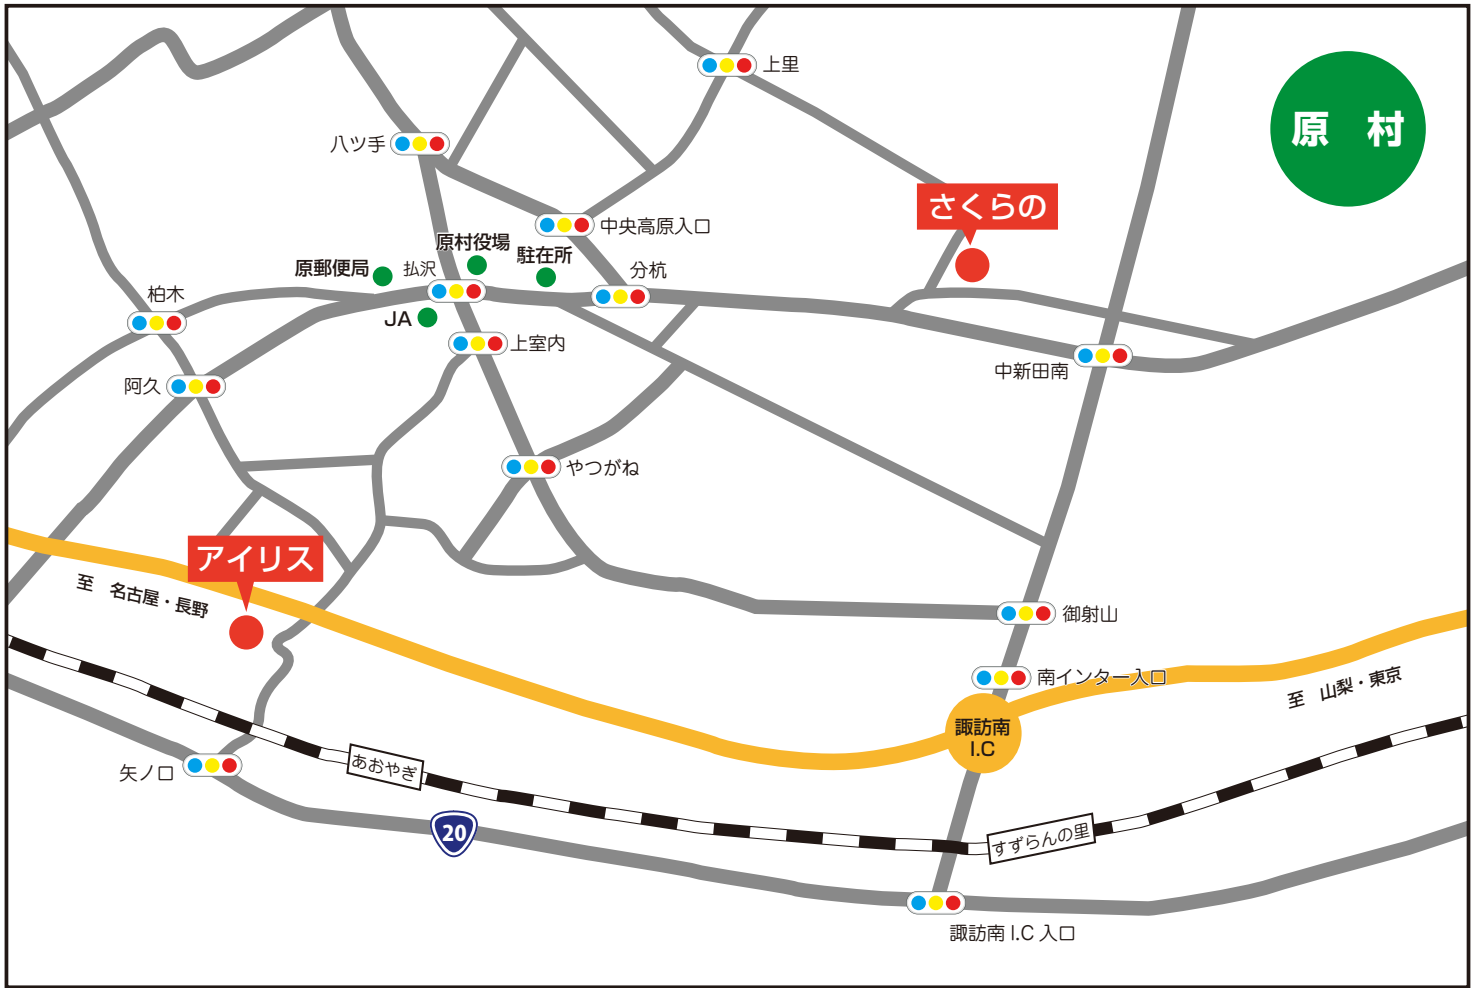 上里
原 村
八ツ手
さくらの
中央高原入口
原村役場
駐在所
原郵便局
払沢
分杭
柏木
JA
上室内
中新田南
阿久
やつがね
アイリス
至 名古屋・長野
御射山
南インター入口
至 山梨・東京
諏訪南
I.C
あおやぎ
矢ノ口
20
すずらんの里
諏訪南 I.C 入口